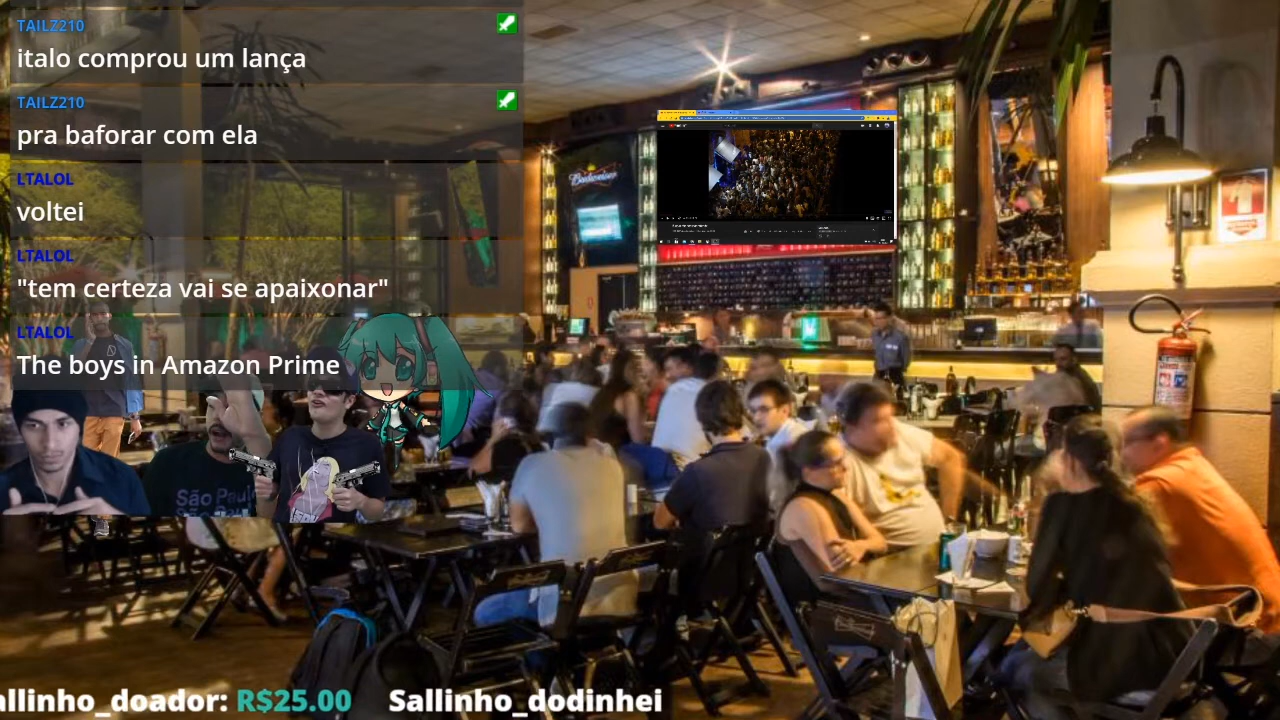 TAILZ210
italo comprou um lança
TAILZ210
pra baforar com ela
LTALOL
voltei
LTALOL
"tem certeza vai se apaixonar"
LTALOL
The boys in Amazon Prime
Budweiser
São Paulo
allinho_doador: R$25.00 Sallinho_dodinhei